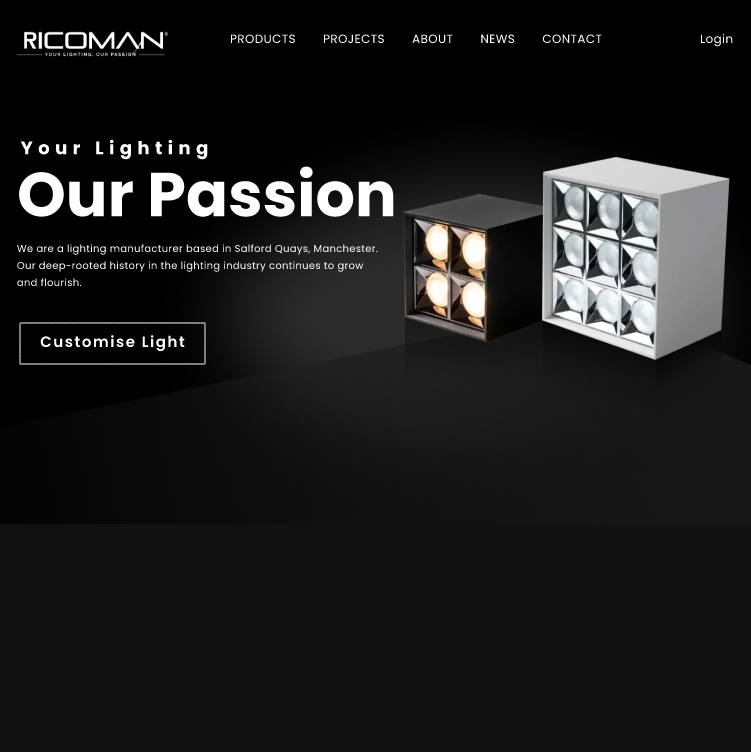 RICOMAN®
YOUR LIGHTING, OUR PASSION
PRODUCTS PROJECTS ABOUT NEWS CONTACT Login
Your Lighting
Our Passion
We are a lighting manufacturer based in Salford Quays, Manchester.
Our deep-rooted history in the lighting industry continues to grow
and flourish.
Customise Light